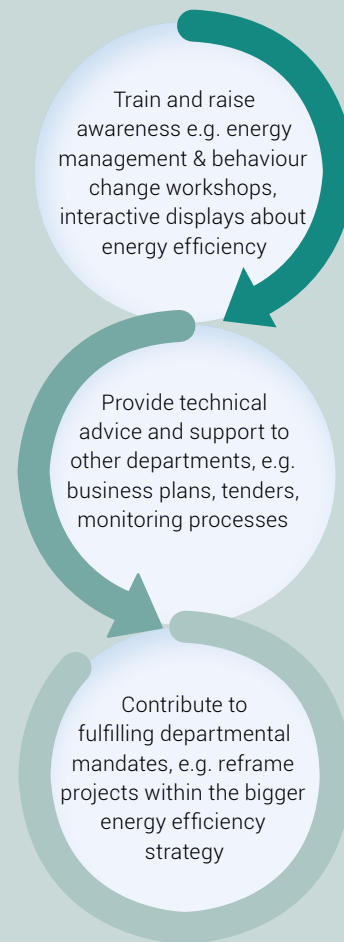 Train and raise
awareness e.g. energy
management & behaviour
change workshops,
interactive displays about
energy efficiency
Provide technical
advice and support to
other departments, e.g.
business plans, tenders,
monitoring processes
Contribute to
fulfilling departmental
mandates, e.g. reframe
projects within the bigger
energy efficiency
strategy